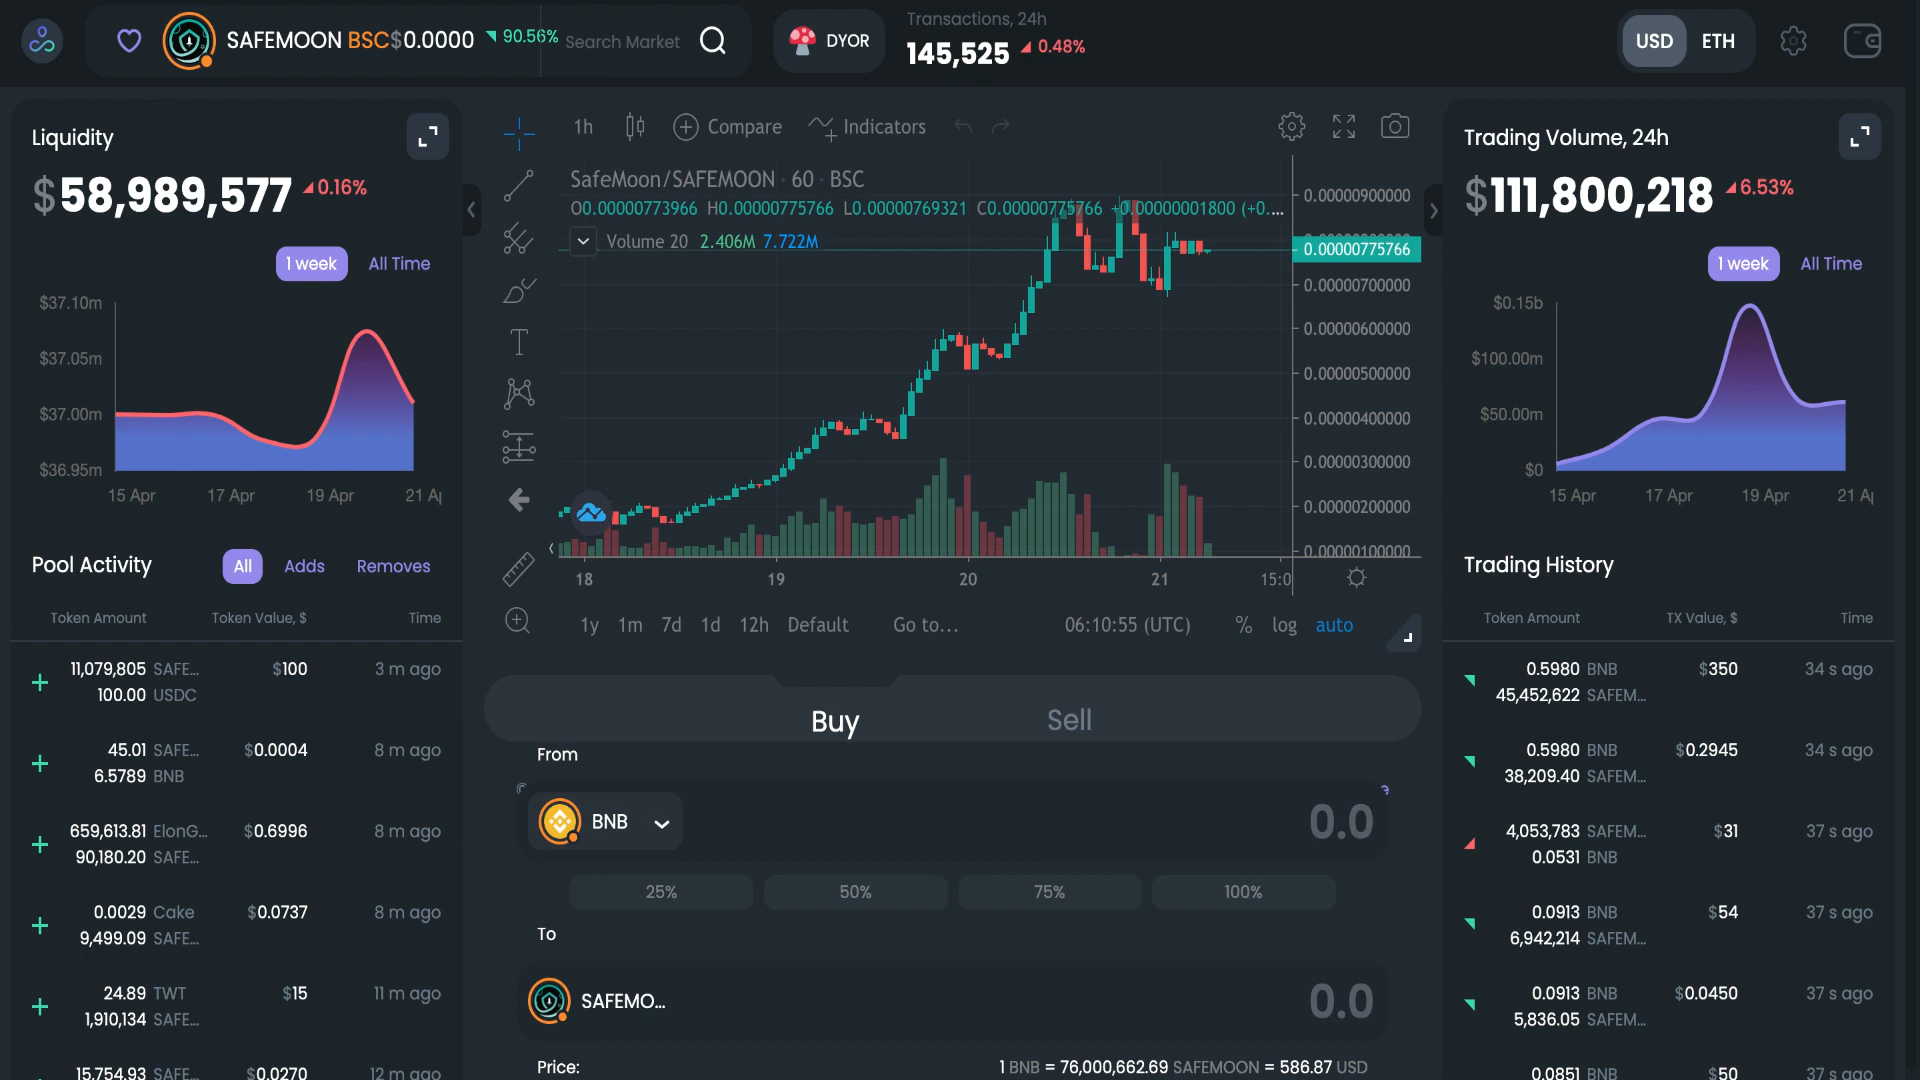 SAFEMOON BSC $0.0000 90.56% Search Market
DYOR
Transactions, 24h
145,525 0.48%
USD ETH
Liquidity
$58,989,577 0.16%
1 week All Time
$37.10m
$37.05m
$37.00m
$36.95m
15 Apr 17 Apr 19 Apr 21 A
Pool Activity All Adds Removes
Token Amount Token Value, $ Time
11,079,805 SAFE... $100 3 m ago
100.00 USDC
45.01 SAFE... $0.0004 8 m ago
6.5789 BNB
659,613.81 ElonG... $0.6996 8 m ago
90,180.20 SAFE...
0.0029 Cake $0.0737 8 m ago
9,499.09 SAFE...
24.89 TWT $15 11 m ago
1,910,134 SAFE...
15,754.93 SAFE... $0.0270 12 m ago
1h Compare Indicators
SafeMoon/SAFEMOON · 60 · BSC
O0.00000773966 H0.00000775766 L0.00000769321 C0.00000775766 +0.00000001800 (+0....
Volume 20 2.406M 7.722M
0.00000900000
0.00000775766
0.00000700000
0.00000600000
0.00000500000
0.00000400000
0.00000300000
0.00000200000
0.00000100000
18 19 20 21 15:0
1y 1m 7d 1d 12h Default Go to... 06:10:55 (UTC) % log auto
Buy Sell
From
BNB 0.0
25% 50% 75% 100%
To
SAFEMO... 0.0
Price: 1 BNB = 76,000,662.69 SAFEMOON = 586.87 USD
Trading Volume, 24h
$111,800,218 6.53%
1 week All Time
$0.15b
$100.00m
$50.00m
$0
15 Apr 17 Apr 19 Apr 21 A
Trading History
Token Amount TX Value, $ Time
0.5980 BNB $350 34 s ago
45,452,622 SAFEM...
0.5980 BNB $0.2945 34 s ago
38,209.40 SAFEM...
4,053,783 SAFEM... $31 37 s ago
0.0531 BNB
0.0913 BNB $54 37 s ago
6,942,214 SAFEM...
0.0913 BNB $0.0450 37 s ago
5,836.05 SAFEM...
0.0851 BNB $50 37 s ago